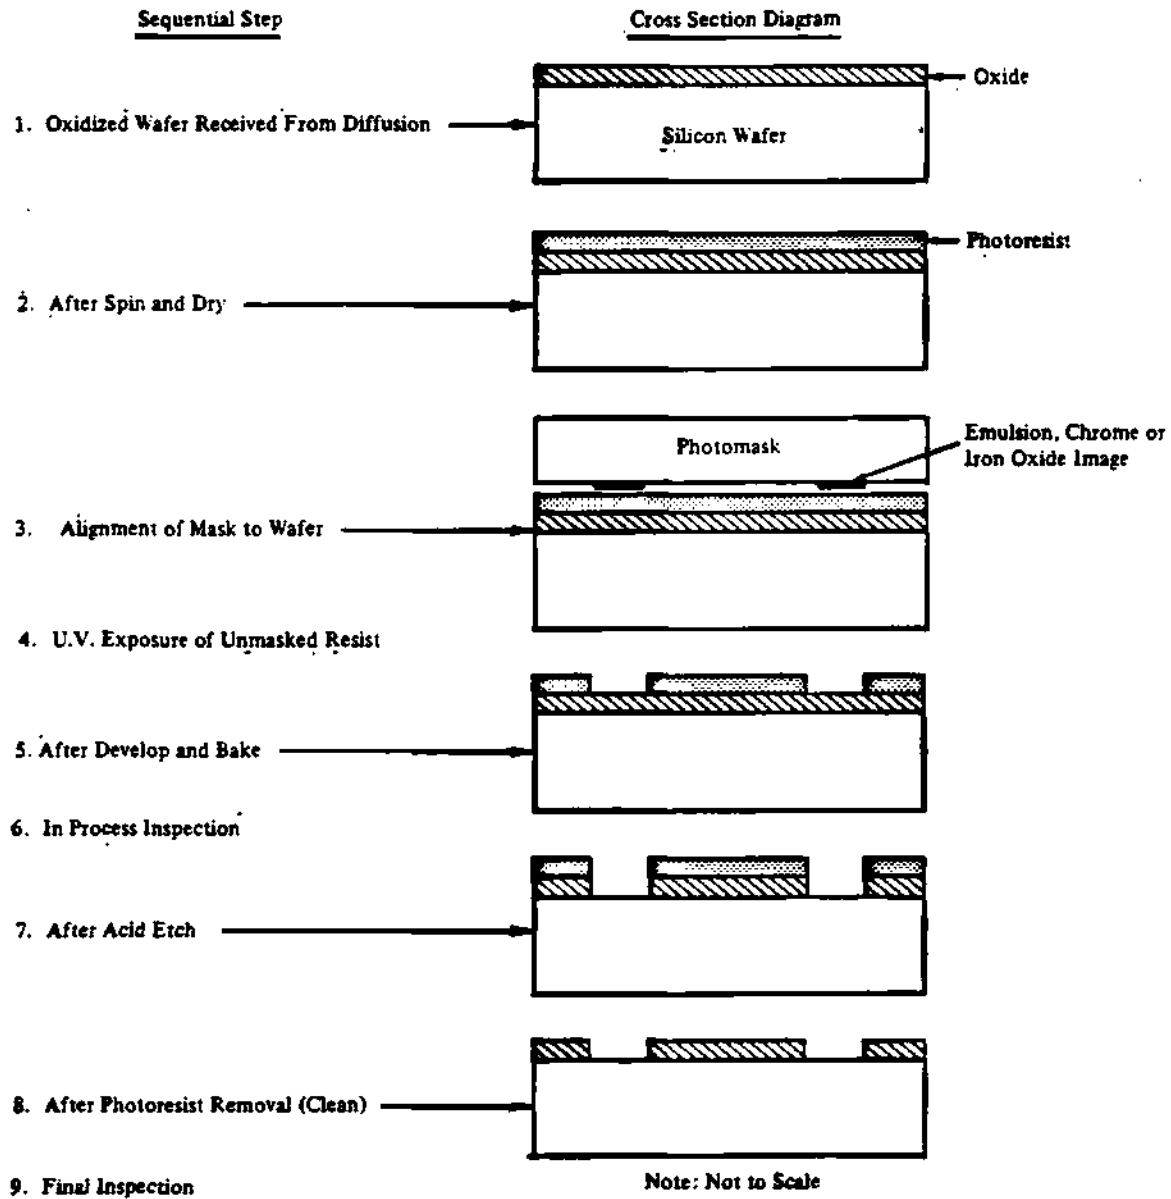 Sequential Step
Cross Section Diagram
Oxide
1. Oxidized Wafer Received From Diffusion
Silicon Wafer
Photoresist
2. After Spin and Dry
Photomask
Emulsion, Chrome or
Iron Oxide Image
3. Alignment of Mask to Wafer
4. U.V. Exposure of Unmasked Resist
5. After Develop and Bake
6. In Process Inspection
7. After Acid Etch
8. After Photoresist Removal (Clean)
9. Final Inspection
Note: Not to Scale